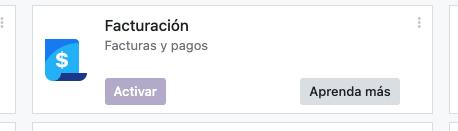 Facturación
Facturas y pagos
$
Activar
Aprenda más